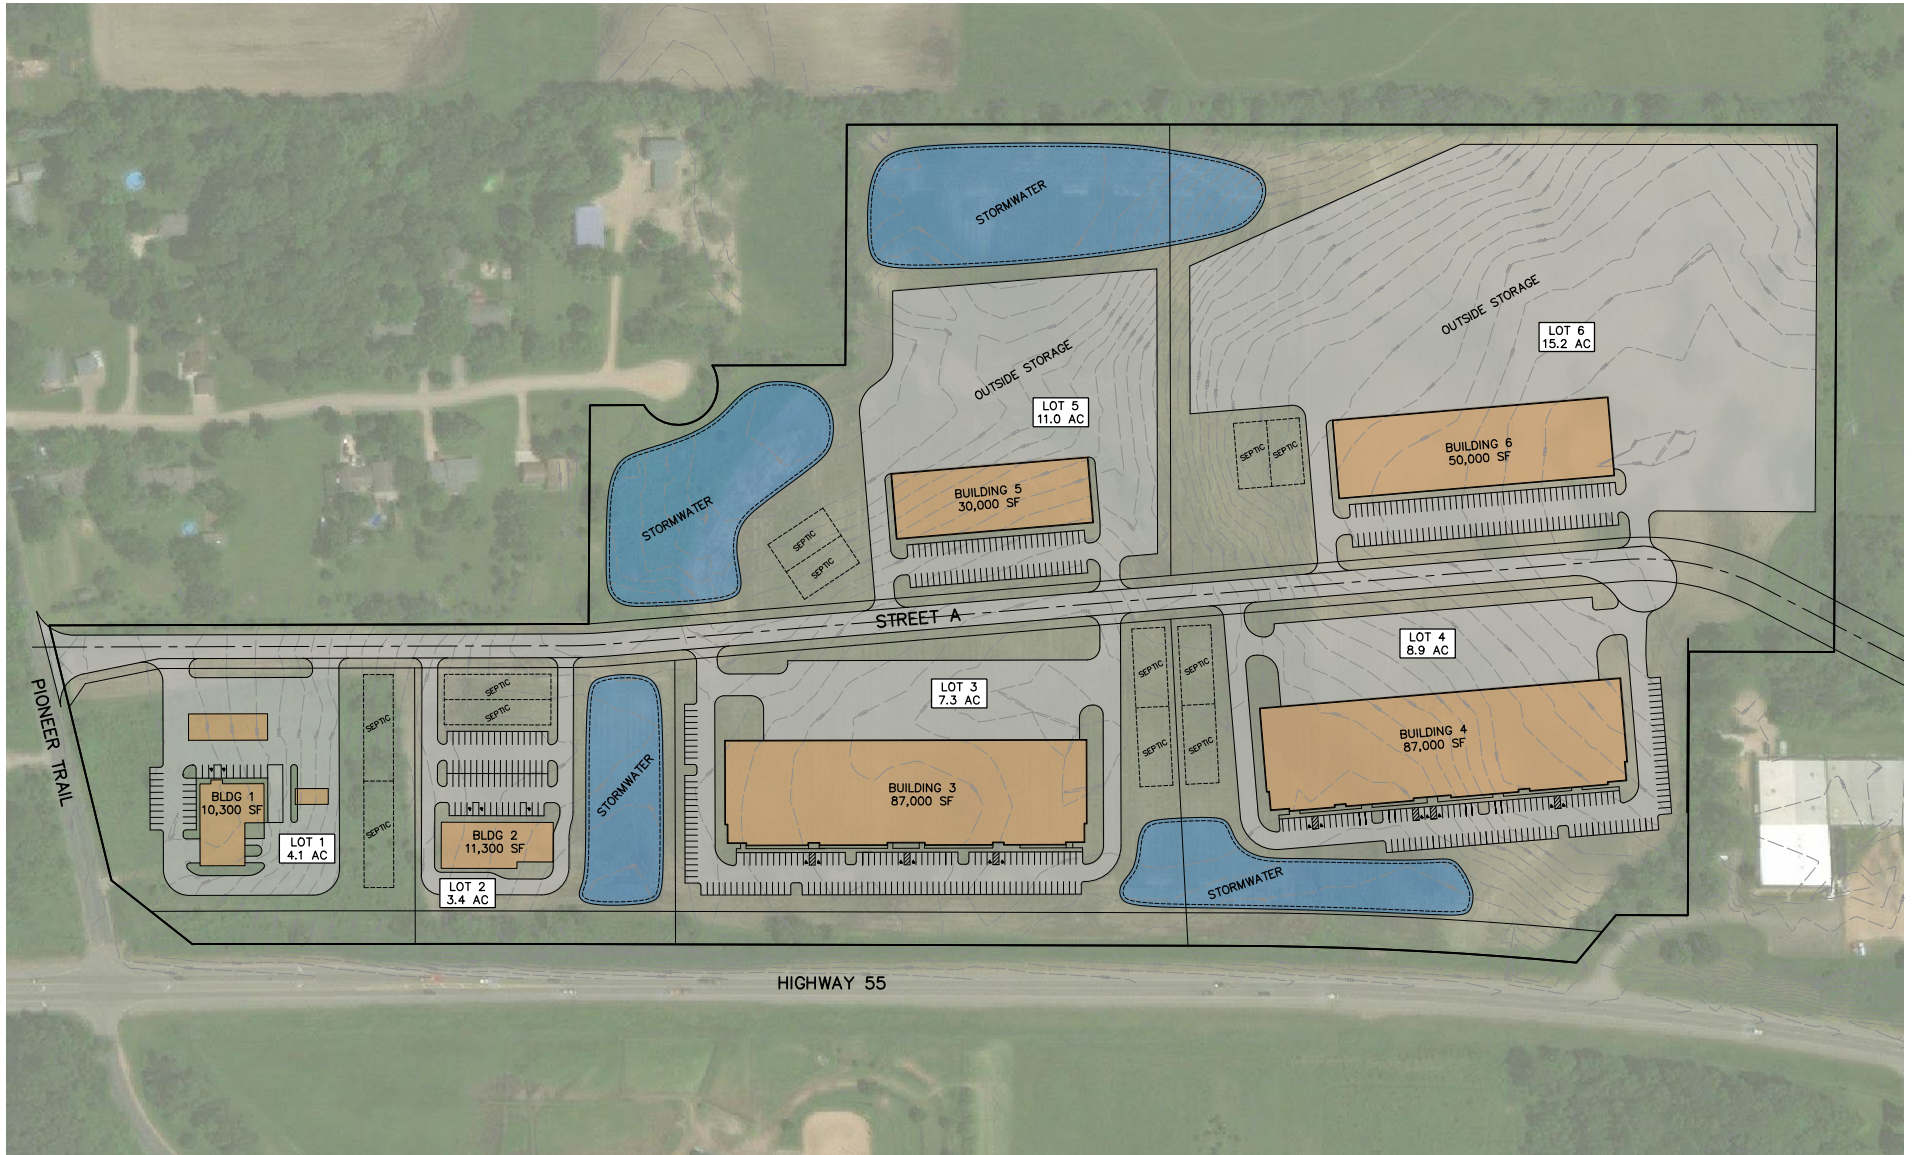 STORMWATER
OUTSIDE STORAGE
LOT 6
15.2 AC
OUTSIDE STORAGE
LOT 5
11.0 AC
BUILDING 6
50,000 SF
SEPTIC
SEPTIC
BUILDING 5
30,000 SF
STORMWATER
SEPTIC
SEPTIC
STREET A
LOT 4
8.9 AC
SEPTIC
SEPTIC
SEPTIC
SEPTIC
LOT 3
7.3 AC
SEPTIC
SEPTIC
SEPTIC
SEPTIC
PIONEER TRAIL
BUILDING 4
87,000 SF
BUILDING 3
87,000 SF
STORMWATER
BLDG 1
10,300 SF
BLDG 2
11,300 SF
LOT 1
4.1 AC
LOT 2
3.4 AC
STORMWATER
HIGHWAY 55